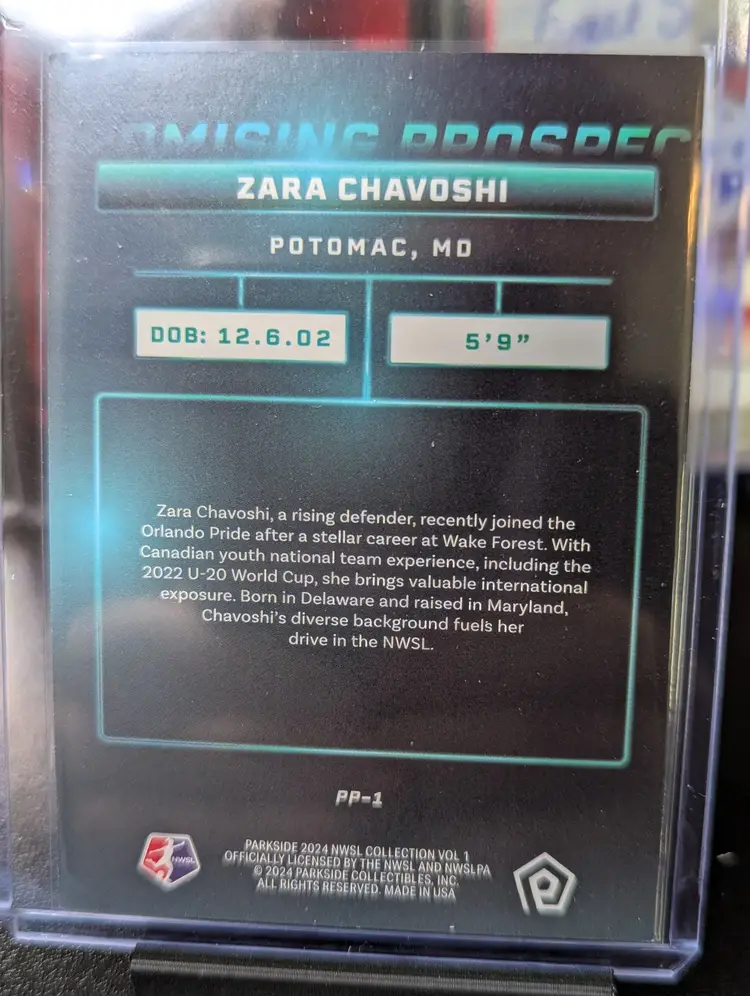 OMISING PROSPEC
ZARA CHAVOSHI
POTOMAC, MD
DOB: 12.6.02
5'9"
Zara Chavoshi, a rising defender, recently joined the
Orlando Pride after a stellar career at Wake Forest. With
Canadian youth national team experience, including the
2022 U-20 World Cup, she brings valuable international
exposure. Born in Delaware and raised in Maryland,
Chavoshi's diverse background fuels her
drive in the NWSL.
PP-1
NWSL
PARKSIDE 2024 NWSL COLLECTION VOL 1
OFFICIALLY LICENSED BY THE NWSL AND NWSLPA
© 2024 PARKSIDE COLLECTIBLES, INC.
ALL RIGHTS RESERVED. MADE IN USA